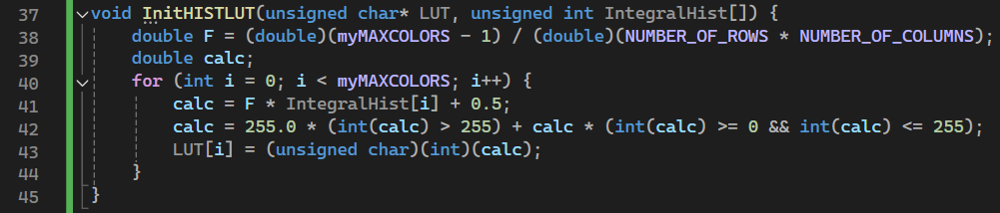 37 void InitHISTLUT(unsigned char* LUT, unsigned int IntegralHist[]) {
38 double F = (double)(myMAXCOLORS - 1) / (double)(NUMBER_OF_ROWS * NUMBER_OF_COLUMNS);
39 double calc;
40 for (int i = 0; i < myMAXCOLORS; i++) {
41 calc = F * IntegralHist[i] + 0.5;
42 calc = 255.0 * (int(calc) > 255) + calc * (int(calc) >= 0 && int(calc) <= 255);
43 LUT[i] = (unsigned char)(int)(calc);
44 }
45 }